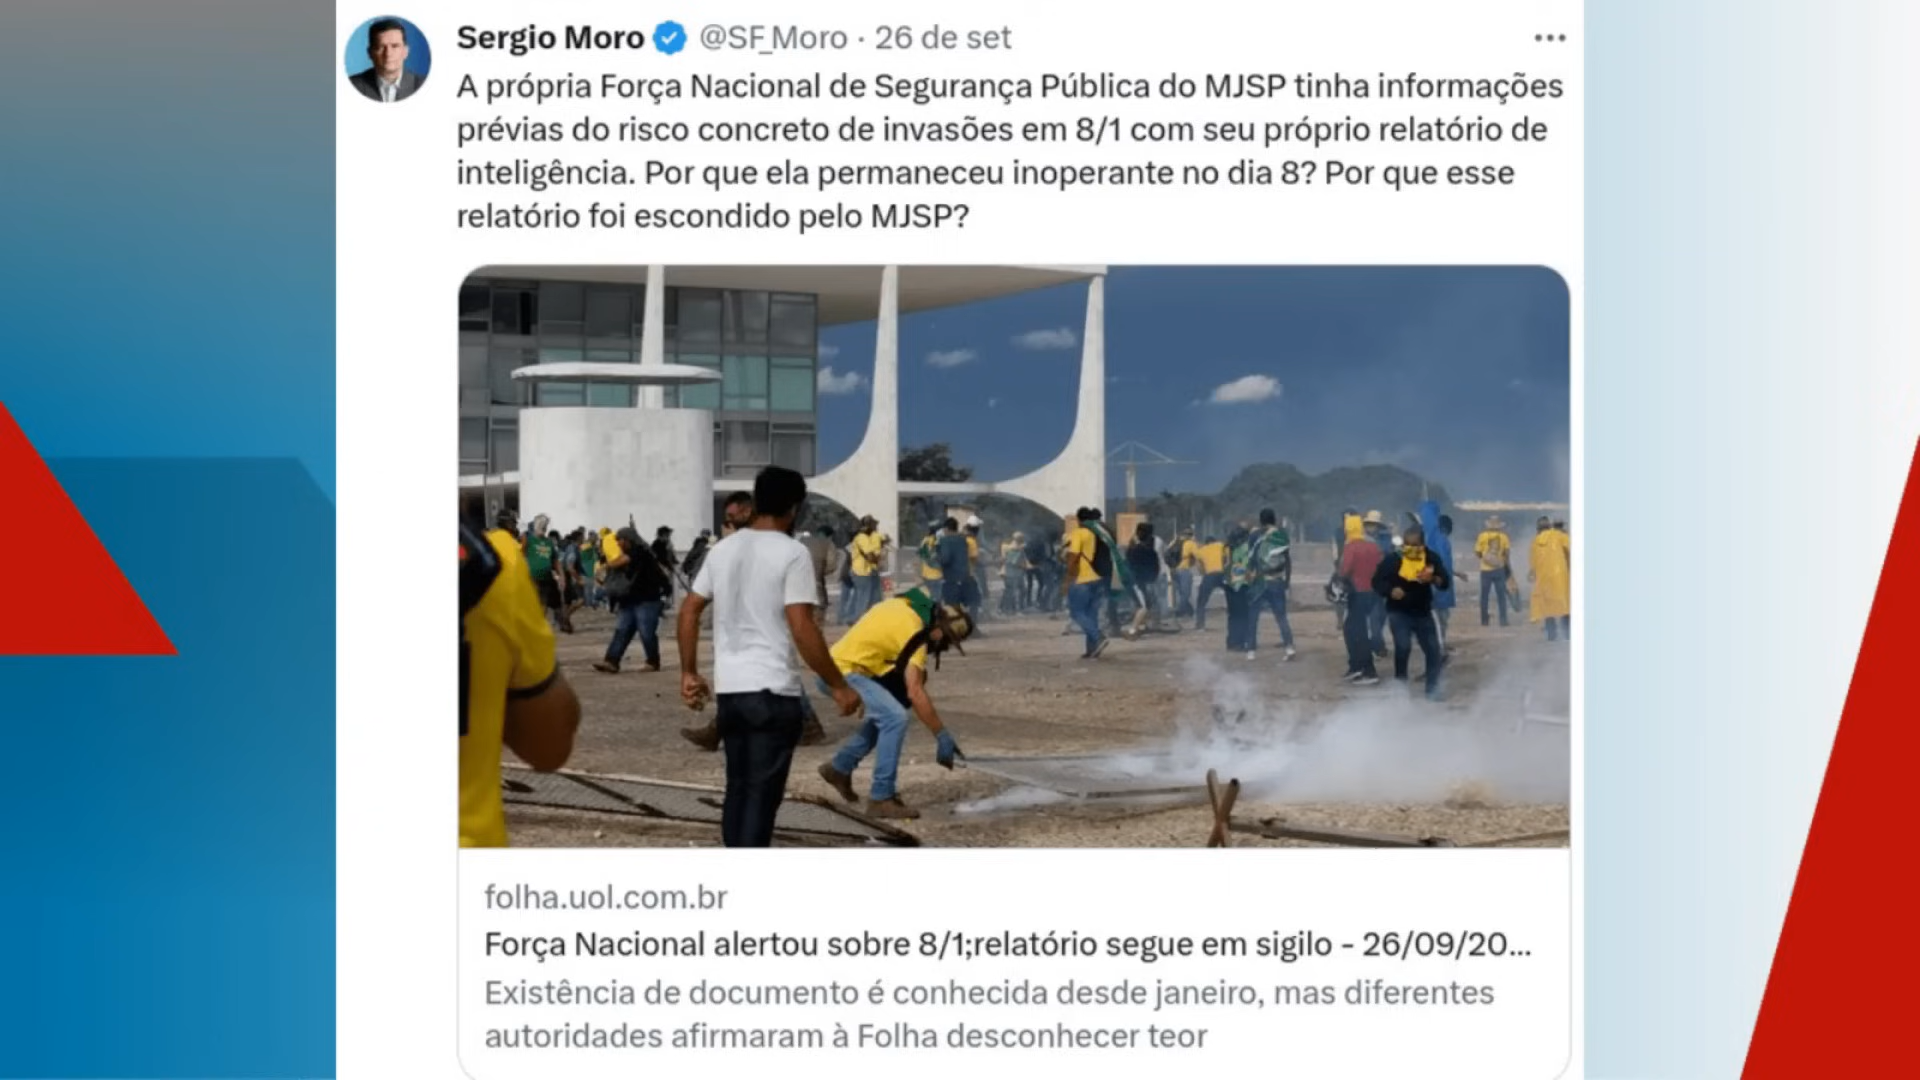 Sergio Moro @SF_Moro · 26 de set
A própria Força Nacional de Segurança Pública do MJSP tinha informações
prévias do risco concreto de invasões em 8/1 com seu próprio relatório de
inteligência. Por que ela permaneceu inoperante no dia 8? Por que esse
relatório foi escondido pelo MJSP?
folha.uol.com.br
Força Nacional alertou sobre 8/1;relatório segue em sigilo - 26/09/20...
Existência de documento é conhecida desde janeiro, mas diferentes
autoridades afirmaram à Folha desconhecer teor